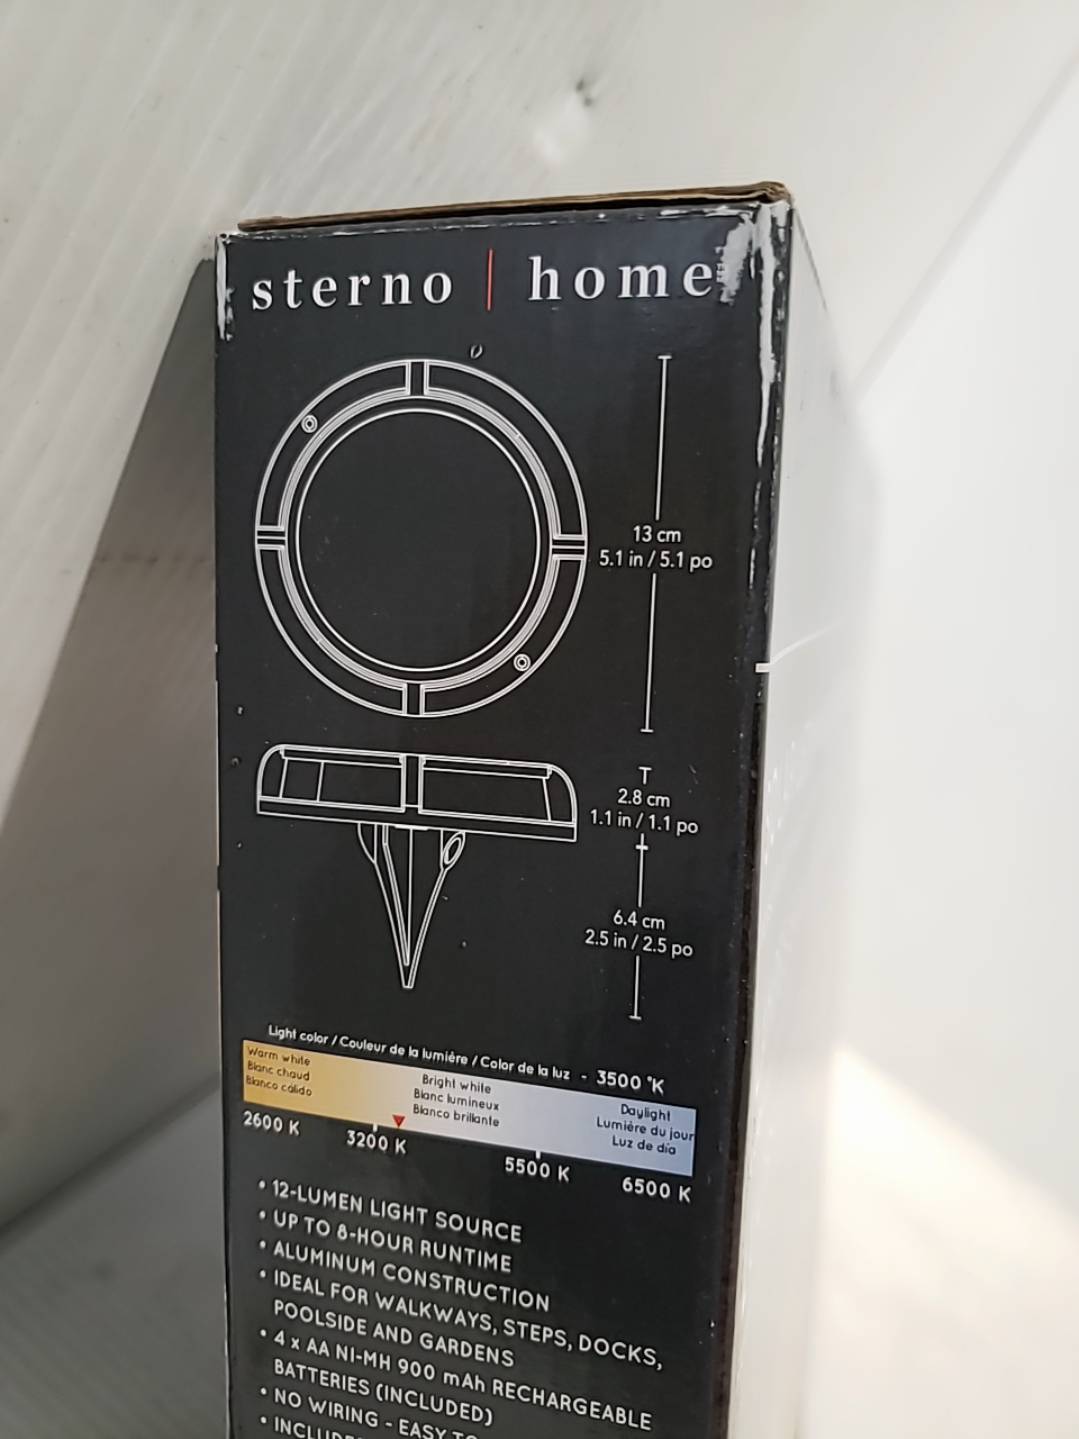 sterno | home
13 cm
5.1 in / 5.1 po
2.8 cm
1.1 in / 1.1 po
6.4 cm
2.5 in / 2.5 po
Light color / Couleur de la lumière / Color de la luz - 3500 °K
Warm white
Blanc chaud
Blanco cálido
Bright white
Blanc lumineux
Blanco brillante
Daylight
Lumière du jour
Luz de día
2600 K
3200 K
5500 K
6500 K
• 12-LUMEN LIGHT SOURCE
• UP TO 8-HOUR RUNTIME
• ALUMINUM CONSTRUCTION
• IDEAL FOR WALKWAYS, STEPS, DOCKS,
POOLSIDE AND GARDENS
• 4 x AA NI-MH 900 mAh RECHARGEABLE
BATTERIES (INCLUDED)
• NO WIRING - EASY